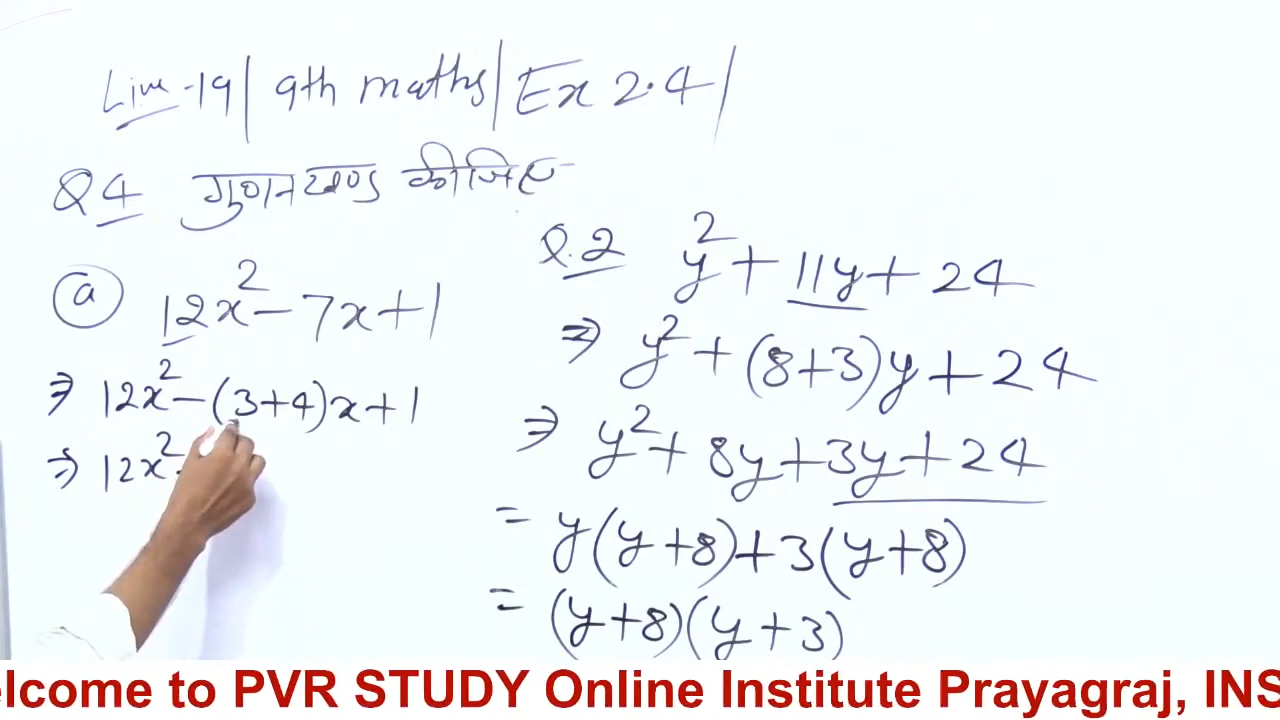 Live-19| 9th maths| Ex 2.4|
Q4 गुणनखण्ड कीजिए
(a) 12x² - 7x + 1
⇒ 12x² - (3+4)x + 1
⇒ 12x² -
Q.2 y² + 11y + 24
⇒ y² + (8+3)y + 24
⇒ y² + 8y + 3y + 24
= y(y+8) + 3(y+8)
= (y+8)(y+3)
elcome to PVR STUDY Online Institute Prayagraj, INS